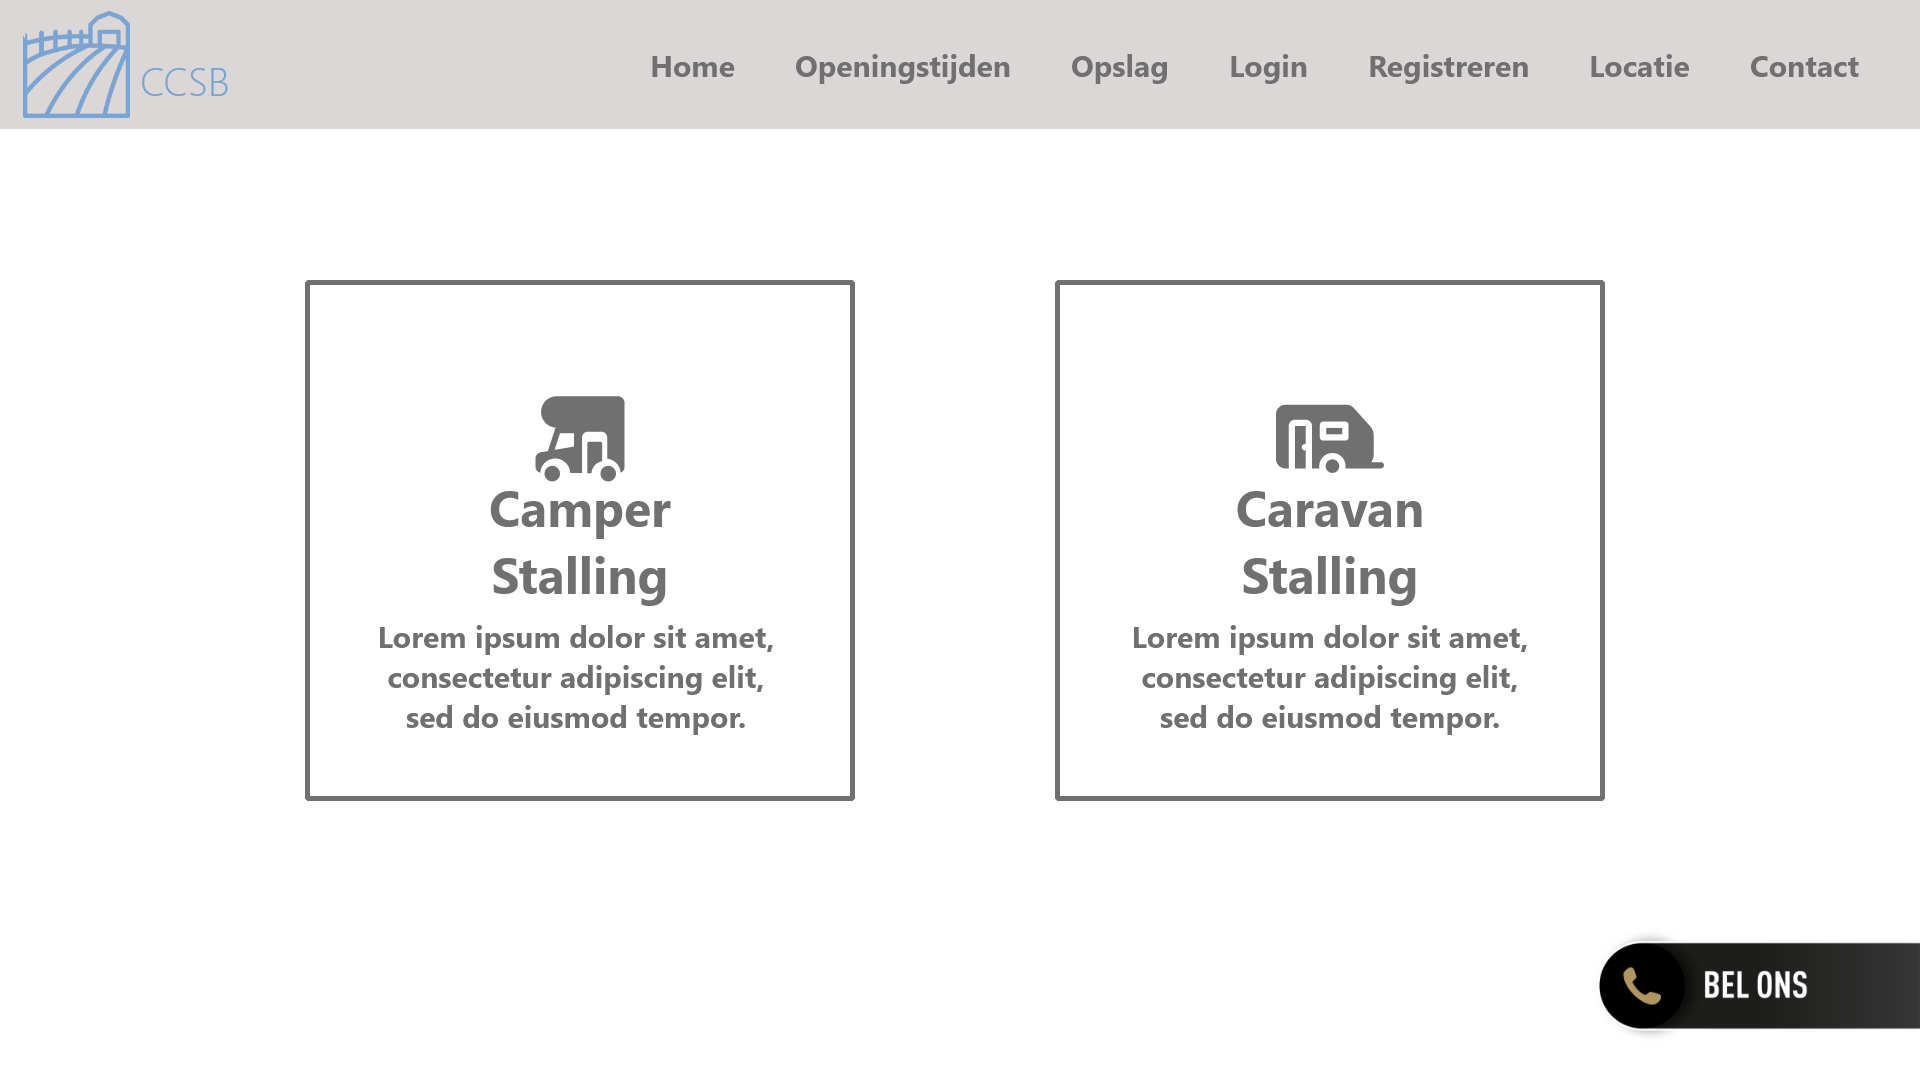 CCSB
Home Openingstijden Opslag Login Registreren Locatie Contact
Camper
Stalling
Lorem ipsum dolor sit amet,
consectetur adipiscing elit,
sed do eiusmod tempor.
Caravan
Stalling
Lorem ipsum dolor sit amet,
consectetur adipiscing elit,
sed do eiusmod tempor.
BEL ONS